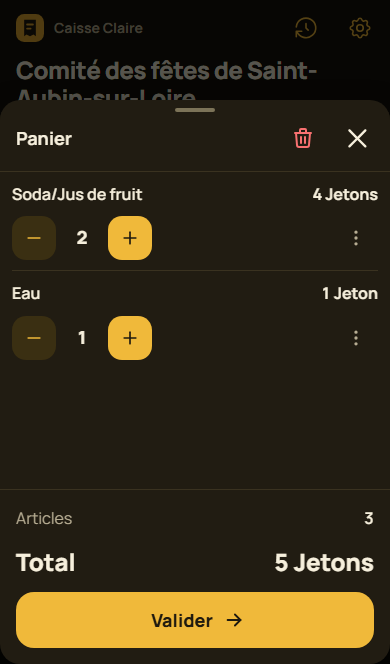 Caisse Claire
Comité des fêtes de Saint-
Aubin-sur-Loire
Panier
Soda/Jus de fruit
4 Jetons
2
Eau
1 Jeton
1
Articles
3
Total
5 Jetons
Valider